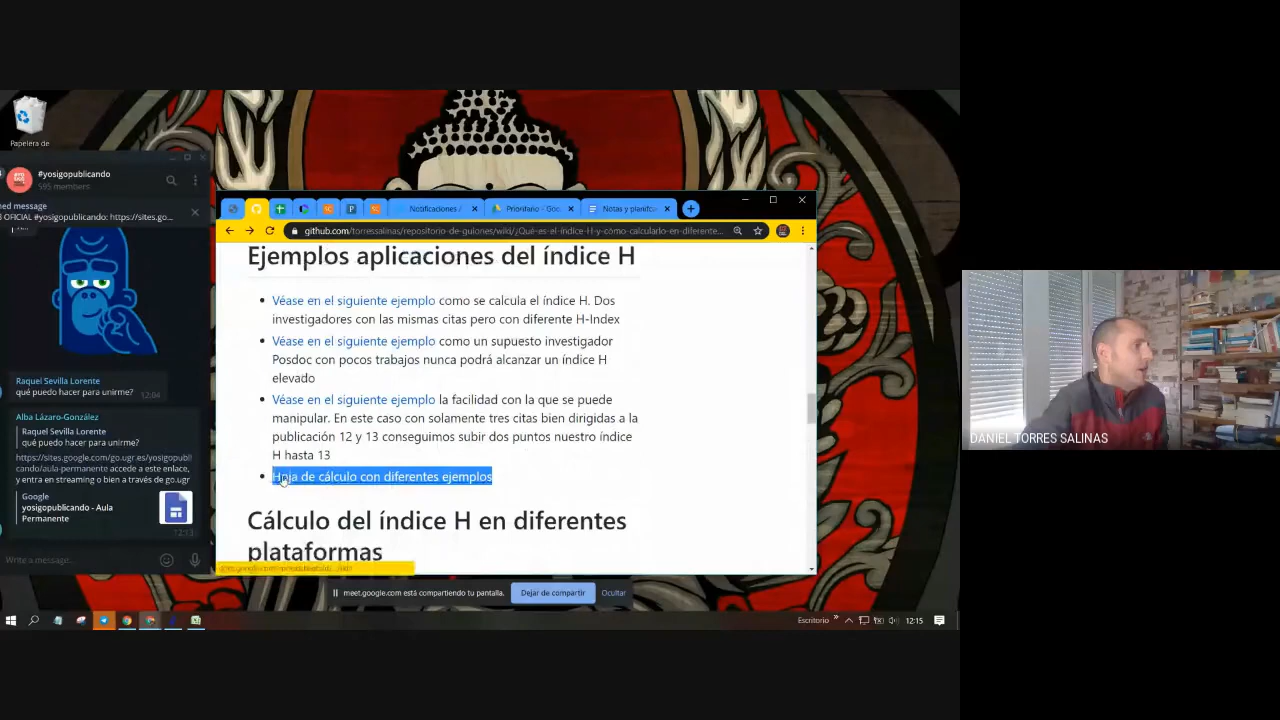 Papelera de
#yosigopublicando
595 members
ned message
OFICIAL #yosigopublicando: https://sites.go...
Raquel Sevilla Lorente
qué puedo hacer para unirme?
12:04
Alba Lázaro-González
Raquel Sevilla Lorente
qué puedo hacer para unirme?
https://sites.google.com/go.ugr.es/yosigopubli
cando/aula-permanente accede a este enlace,
y entra en streaming o bien a través de go.ugr
Google
yosigopublicando - Aula
Permanente
12:13
Write a message...
Notificaciones /
Prioritario - Goo
Notas y planifica
github.com/torressalinas/repositorio-de-guiones/wiki/¿Qué-es-el-índice-H-y-cómo-calcularlo-en-diferente...
Ejemplos aplicaciones del índice H
• Véase en el siguiente ejemplo como se calcula el índice H. Dos
investigadores con las mismas citas pero con diferente H-Index
• Véase en el siguiente ejemplo como un supuesto investigador
Posdoc con pocos trabajos nunca podrá alcanzar un índice H
elevado
• Véase en el siguiente ejemplo la facilidad con la que se puede
manipular. En este caso con solamente tres citas bien dirigidas a la
publicación 12 y 13 conseguimos subir dos puntos nuestro índice
H hasta 13
• Hoja de cálculo con diferentes ejemplos
Cálculo del índice H en diferentes
plataformas
meet.google.com está compartiendo tu pantalla.
Dejar de compartir
Ocultar
Escritorio
12:15
DANIEL TORRES SALINAS